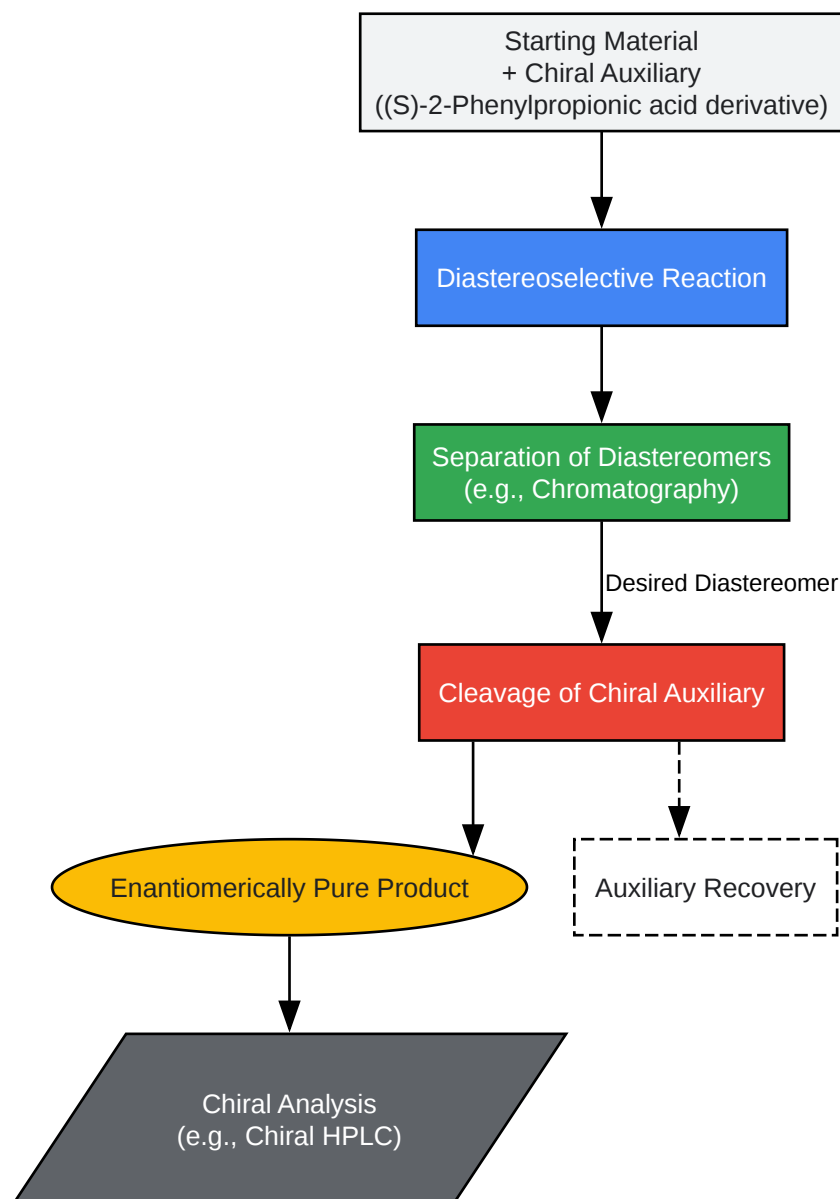 Starting Material
+ Chiral Auxiliary
((S)-2-Phenylpropionic acid derivative)
Diastereoselective Reaction
Separation of Diastereomers
(e.g., Chromatography)
Desired Diastereomer
Cleavage of Chiral Auxiliary
Enantiomerically Pure Product
Auxiliary Recovery
Chiral Analysis
(e.g., Chiral HPLC)